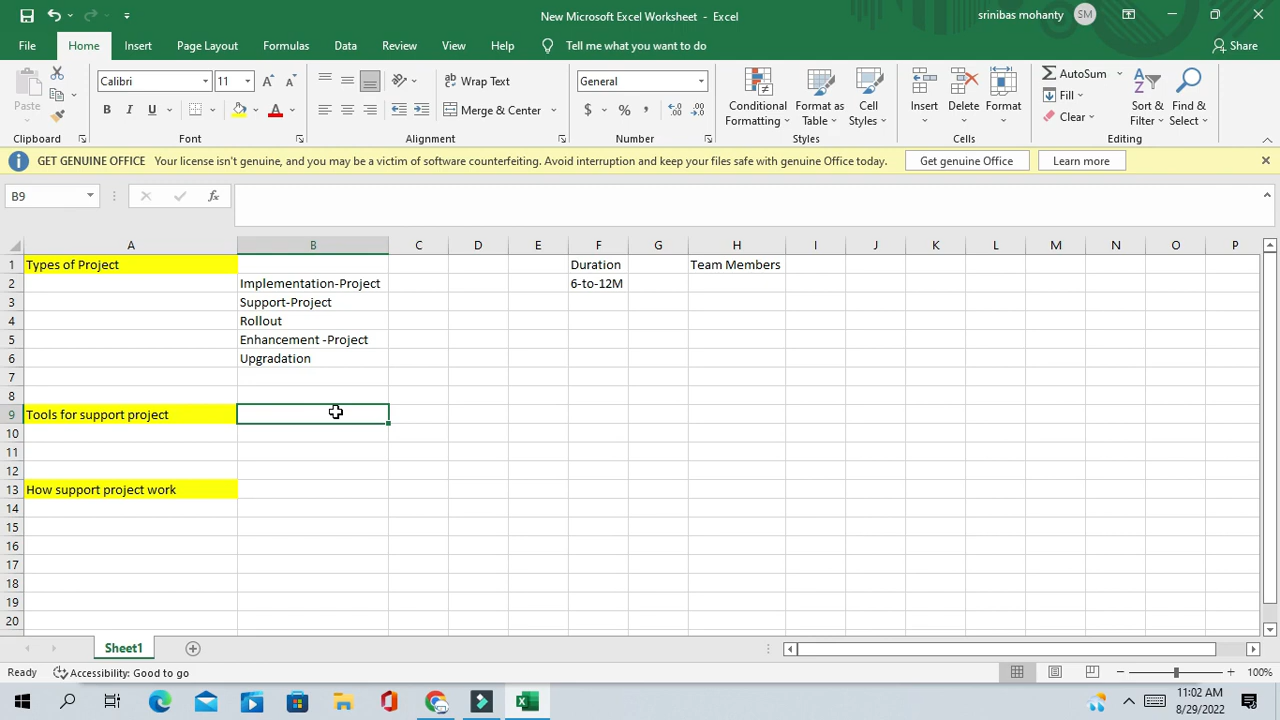 New Microsoft Excel Worksheet - Excel
srinibas mohanty
SM
File
Home
Insert
Page Layout
Formulas
Data
Review
View
Help
Tell me what you want to do
Share
Paste
Clipboard
Calibri
11
B I U
Font
Wrap Text
Merge & Center
Alignment
General
$ % ,
Number
Conditional Formatting
Format as Table
Cell Styles
Styles
Insert
Delete
Format
Cells
AutoSum
Fill
Clear
Sort & Filter
Find & Select
Editing
GET GENUINE OFFICE Your license isn't genuine, and you may be a victim of software counterfeiting. Avoid interruption and keep your files safe with genuine Office today.
Get genuine Office
Learn more
B9
fx
A B C D E F G H I J K L M N O P
1 Types of Project Duration Team Members
2 Implementation-Project 6-to-12M
3 Support-Project
4 Rollout
5 Enhancement -Project
6 Upgradation
7
8
9 Tools for support project
10
11
12
13 How support project work
14
15
16
17
18
19
20
Sheet1
Ready
Accessibility: Good to go
100%
11:02 AM
8/29/2022